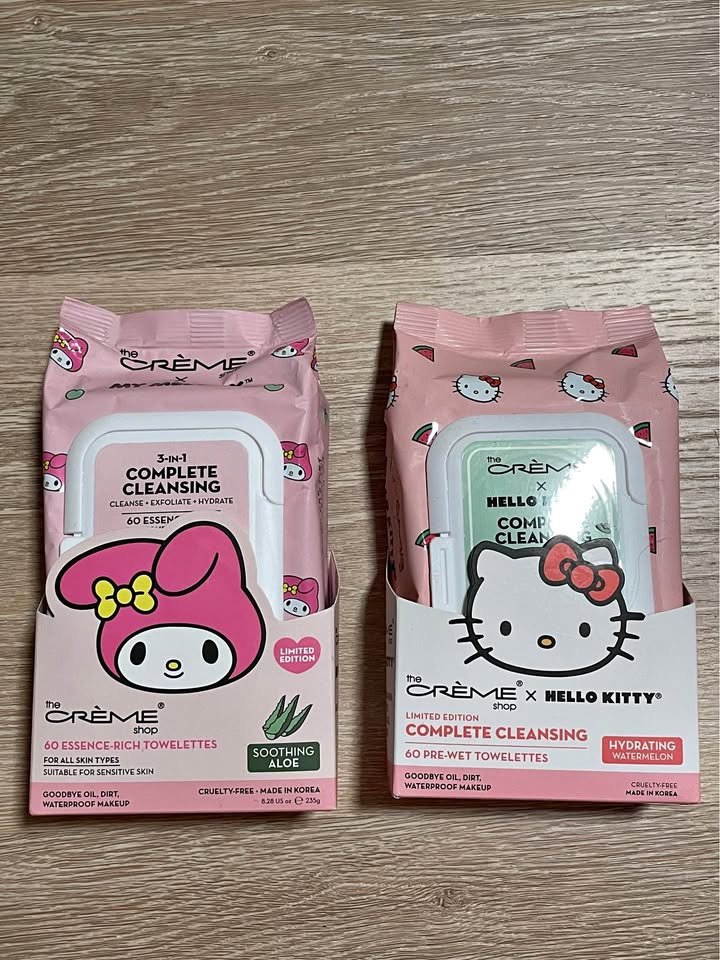 the
CRÈME®
shop
×
3-IN-1
COMPLETE
CLEANSING
CLEANSE + EXFOLIATE + HYDRATE
60
LIMITED
EDITION
the
CRÈME®
shop
60 ESSENCE-RICH TOWELETTES
FOR ALL SKIN TYPES
SUITABLE FOR SENSITIVE SKIN
SOOTHING
ALOE
GOODBYE OIL, DIRT,
WATERPROOF MAKEUP
CRUELTY-FREE • MADE IN KOREA
8.28 US oz ℮ 235g
the
CRÈME
×
HELLO
CLEANSING
the
CRÈME®
shop
× HELLO KITTY®
LIMITED EDITION
COMPLETE CLEANSING
60 PRE-WET TOWELETTES
HYDRATING
WATERMELON
GOODBYE OIL, DIRT,
WATERPROOF MAKEUP
CRUELTY-FREE
MADE IN KOREA